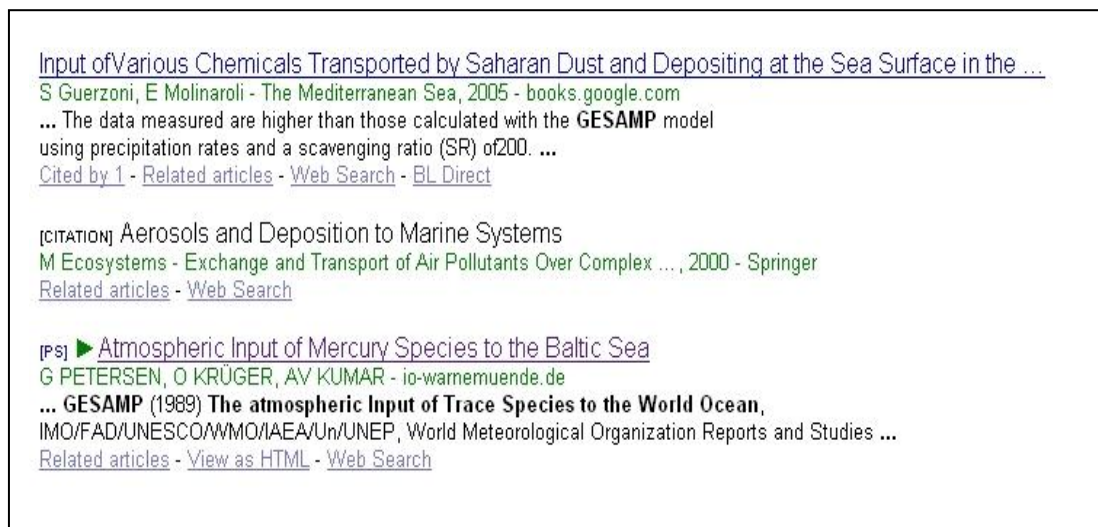 Input ofVarious Chemicals Transported by Saharan Dust and Depositing at the Sea Surface in the ...
S Guerzoni, E Molinaroli - The Mediterranean Sea, 2005 - books.google.com
... The data measured are higher than those calculated with the GESAMP model
using precipitation rates and a scavenging ratio (SR) of200. ...
Cited by 1 - Related articles - Web Search - BL Direct
[CITATION] Aerosols and Deposition to Marine Systems
M Ecosystems - Exchange and Transport of Air Pollutants Over Complex ... , 2000 - Springer
Related articles - Web Search
[PS] ▶ Atmospheric Input of Mercury Species to the Baltic Sea
G PETERSEN, O KRÜGER, AV KUMAR - io-warnemuende.de
... GESAMP (1989) The atmospheric Input of Trace Species to the World Ocean,
IMO/FAD/UNESCO/WMO/IAEA/Un/UNEP, World Meteorological Organization Reports and Studies ...
Related articles - View as HTML - Web Search